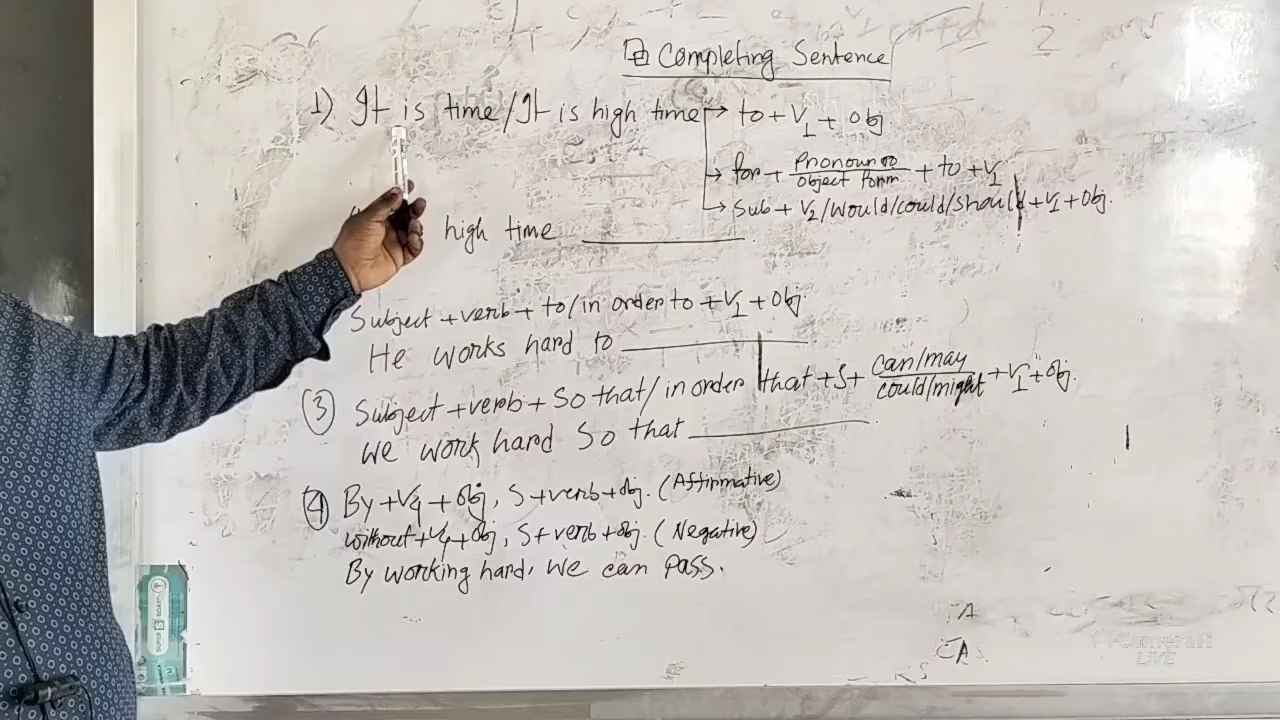 Completing Sentence
1) It is time/It is high time → to + V1 + Obj
→ for + Pronoun 's / Object form + to + V1
→ Sub + V2/would/could/should + V1 + Obj.
high time ________.
Subject + verb + to/in order to + V1 + Obj.
He works hard to ________.
③ Subject + verb + So that/in order that + S + can/may / could/might + V1 + Obj.
We work hard So that ________.
④ By + V4 + Obj, S + verb + obj. (Affirmative)
without + V4 + Obj, S + verb + obj. (Negative)
By working hard, we can pass.